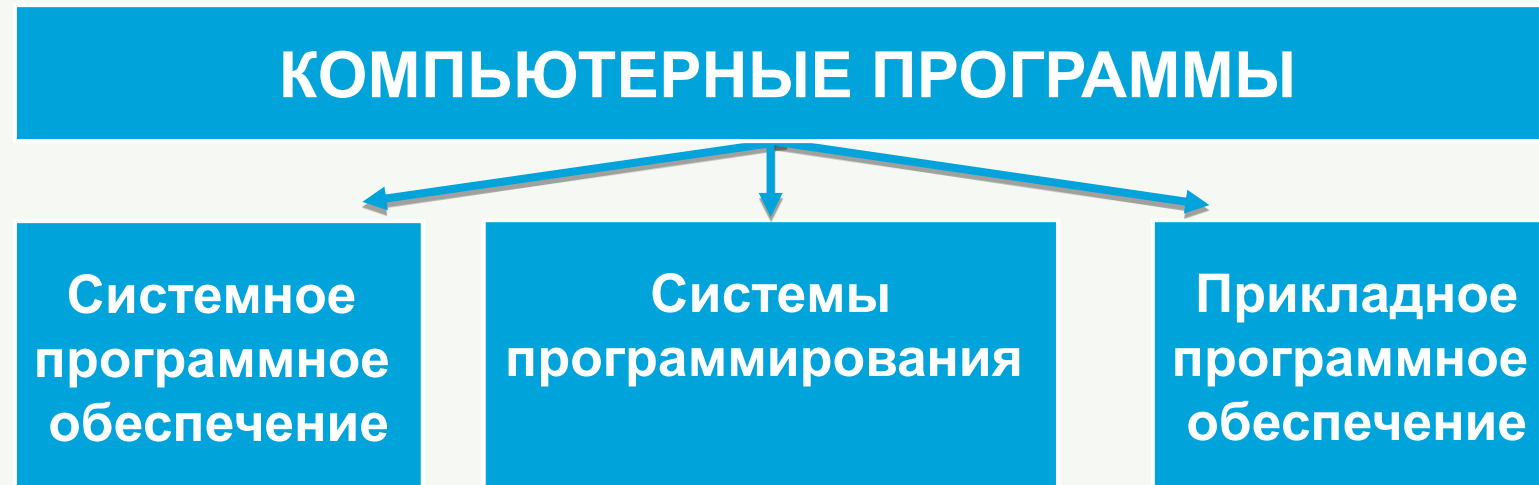 КОМПЬЮТЕРНЫЕ ПРОГРАММЫ
Системное
программное
обеспечение
Системы
программирования
Прикладное
программное
обеспечение